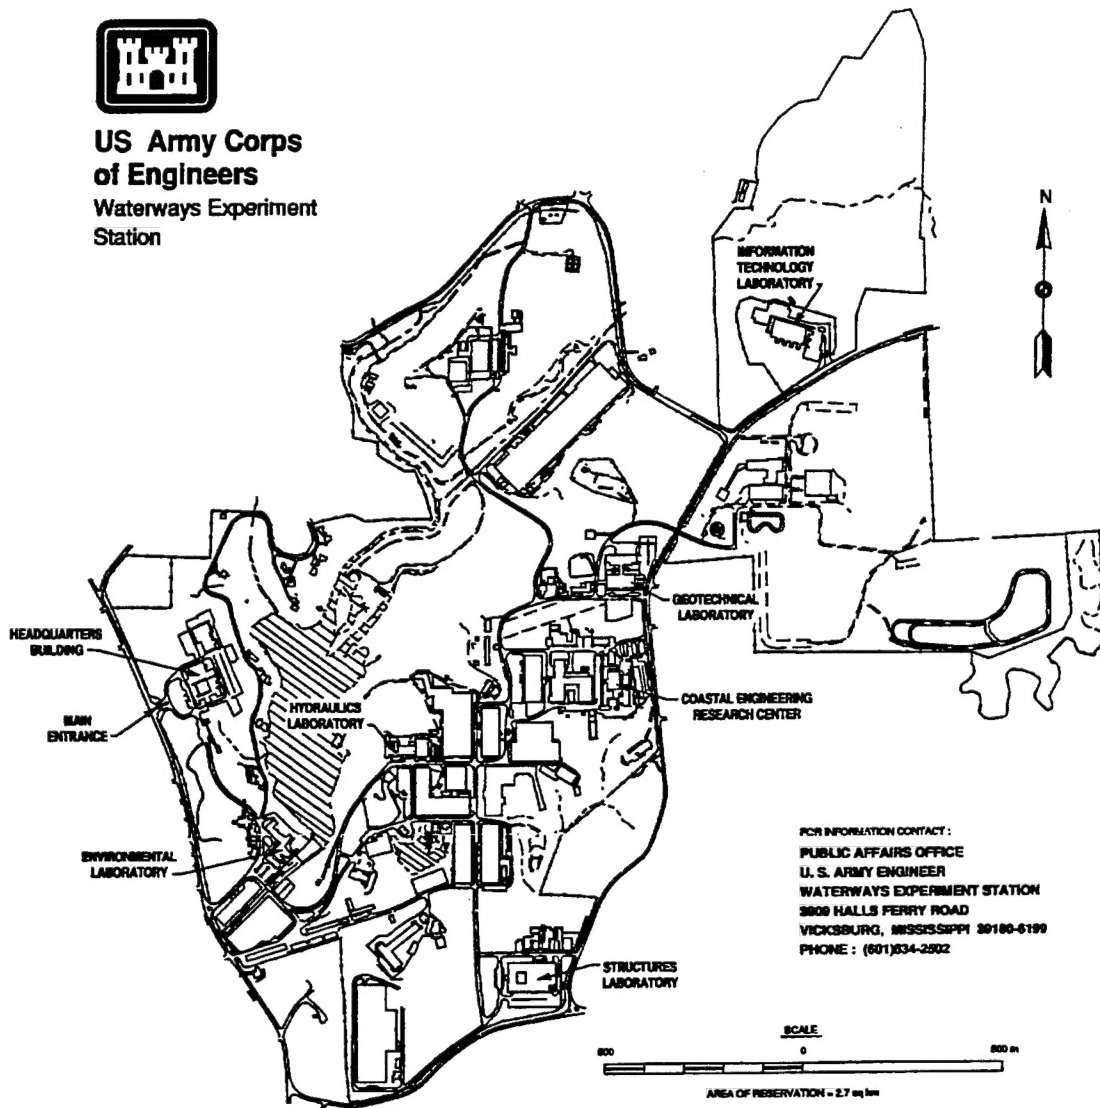 US Army Corps
of Engineers
Waterways Experiment
Station
N
INFORMATION
TECHNOLOGY
LABORATORY
GEOTECHNICAL
LABORATORY
HEADQUARTERS
BUILDING
HYDRAULICS
LABORATORY
COASTAL ENGINEERING
RESEARCH CENTER
MAIN
ENTRANCE
ENVIRONMENTAL
LABORATORY
STRUCTURES
LABORATORY
FOR INFORMATION CONTACT :
PUBLIC AFFAIRS OFFICE
U. S. ARMY ENGINEER
WATERWAYS EXPERIMENT STATION
3909 HALLS FERRY ROAD
VICKSBURG, MISSISSIPPI 39180-6199
PHONE : (601)634-2502
SCALE
500 0 500 m
AREA OF RESERVATION = 2.7 sq km